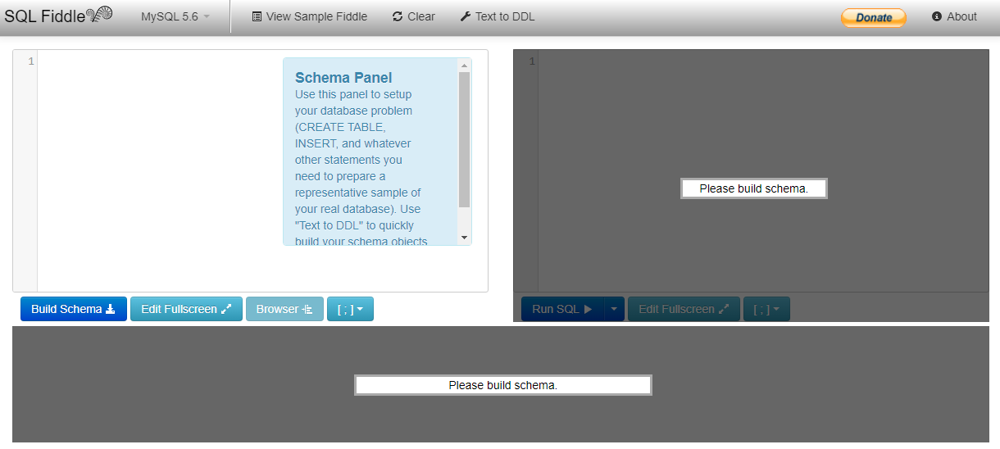 SQL Fiddle MySQL 5.6 View Sample Fiddle Clear Text to DDL Donate About
1
Schema Panel
Use this panel to setup
your database problem
(CREATE TABLE,
INSERT, and whatever
other statements you
need to prepare a
representative sample of
your real database). Use
"Text to DDL" to quickly
build your schema objects
Build Schema Edit Fullscreen Browser [ ; ]
1
Please build schema.
Run SQL Edit Fullscreen [ ; ]
Please build schema.